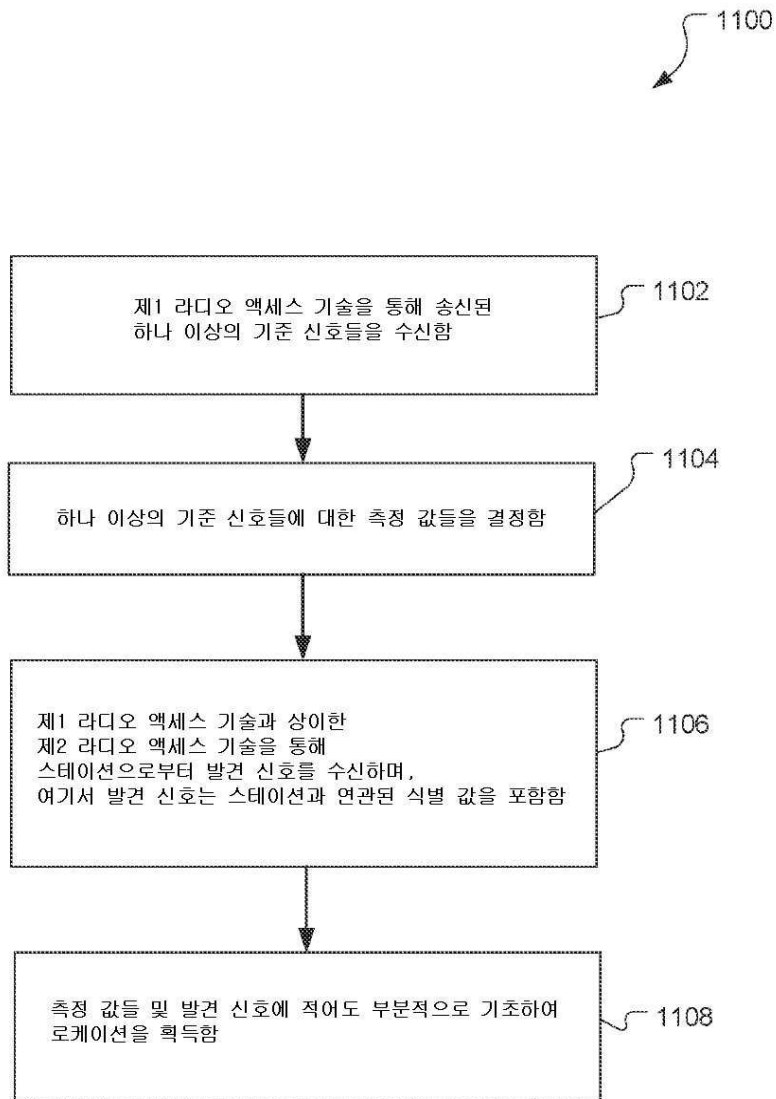 1100
제1 라디오 액세스 기술을 통해 송신된
하나 이상의 기준 신호들을 수신함
1102
하나 이상의 기준 신호들에 대한 측정 값들을 결정함
1104
제1 라디오 액세스 기술과 상이한
제2 라디오 액세스 기술을 통해
스테이션으로부터 발견 신호를 수신하며,
여기서 발견 신호는 스테이션과 연관된 식별 값을 포함함
1106
측정 값들 및 발견 신호에 적어도 부분적으로 기초하여
로케이션을 획득함
1108